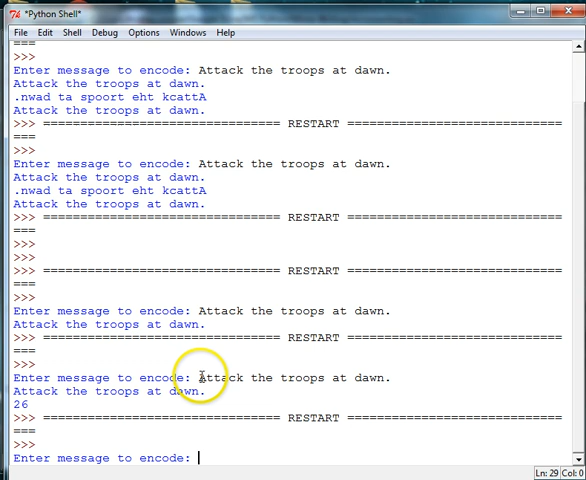 *Python Shell*
File Edit Shell Debug Options Windows Help
===
>>>
Enter message to encode: Attack the troops at dawn.
Attack the troops at dawn.
.nwad ta spoort eht kcattA
Attack the troops at dawn.
>>> ================================ RESTART ================================
===
>>>
Enter message to encode: Attack the troops at dawn.
Attack the troops at dawn.
.nwad ta spoort eht kcattA
Attack the troops at dawn.
>>> ================================ RESTART ================================
===
>>>
>>>
>>> ================================ RESTART ================================
===
>>>
Enter message to encode: Attack the troops at dawn.
Attack the troops at dawn.
>>> ================================ RESTART ================================
===
>>>
Enter message to encode: Attack the troops at dawn.
Attack the troops at dawn.
26
>>> ================================ RESTART ================================
===
>>>
Enter message to encode:
Ln: 29 Col: 0